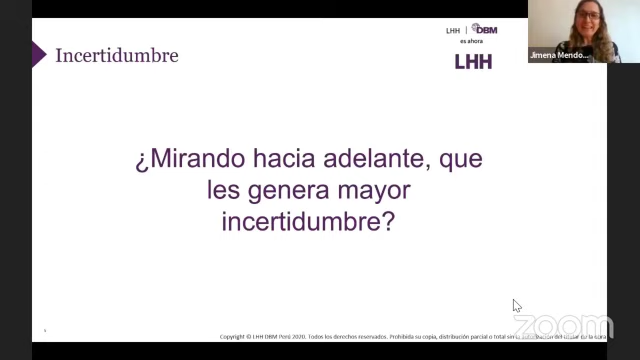 Incertidumbre
LHH | DBM
es ahora
LHH
Jimena Mendo...
¿Mirando hacia adelante, que
les genera mayor
incertidumbre?
zoom
Copyright © LHH DBM Perú 2020. Todos los derechos reservados. Prohibida su copia, distribución parcial o total sin la autorización del titular de la obra